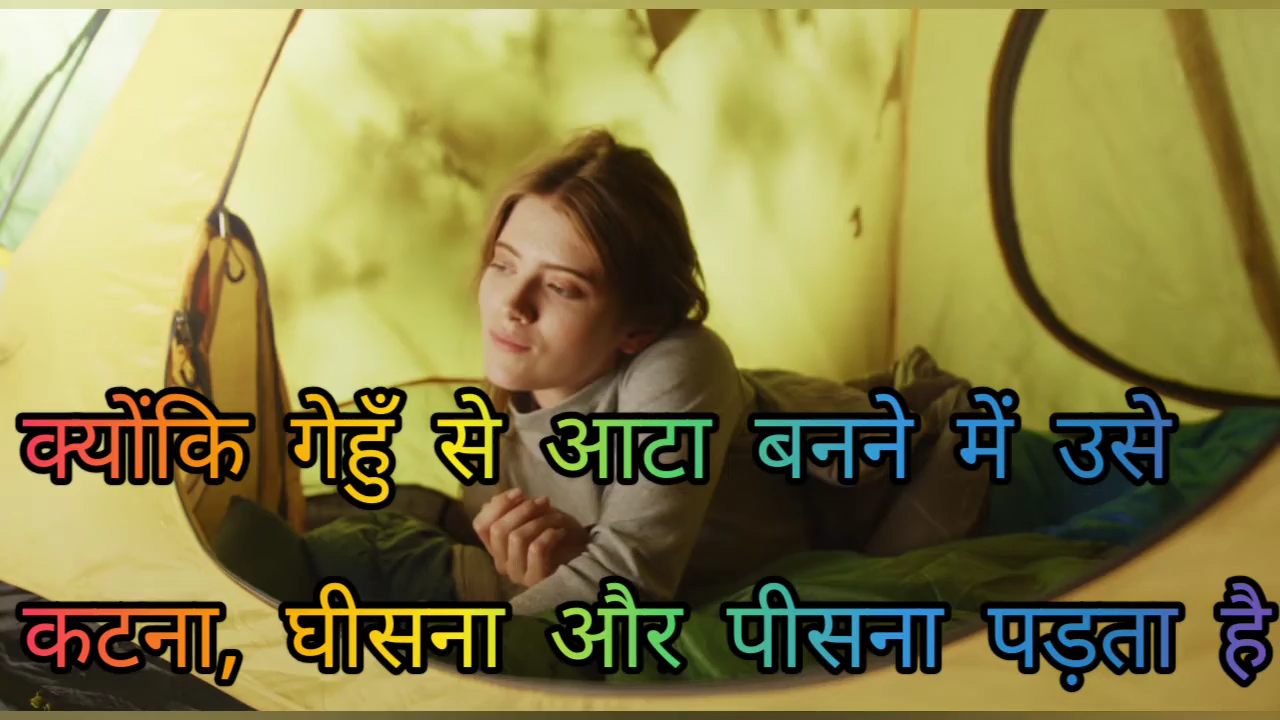 क्योंकि गेहुँ से आटा बनने में उसे
कटना, घीसना और पीसना पड़ता है